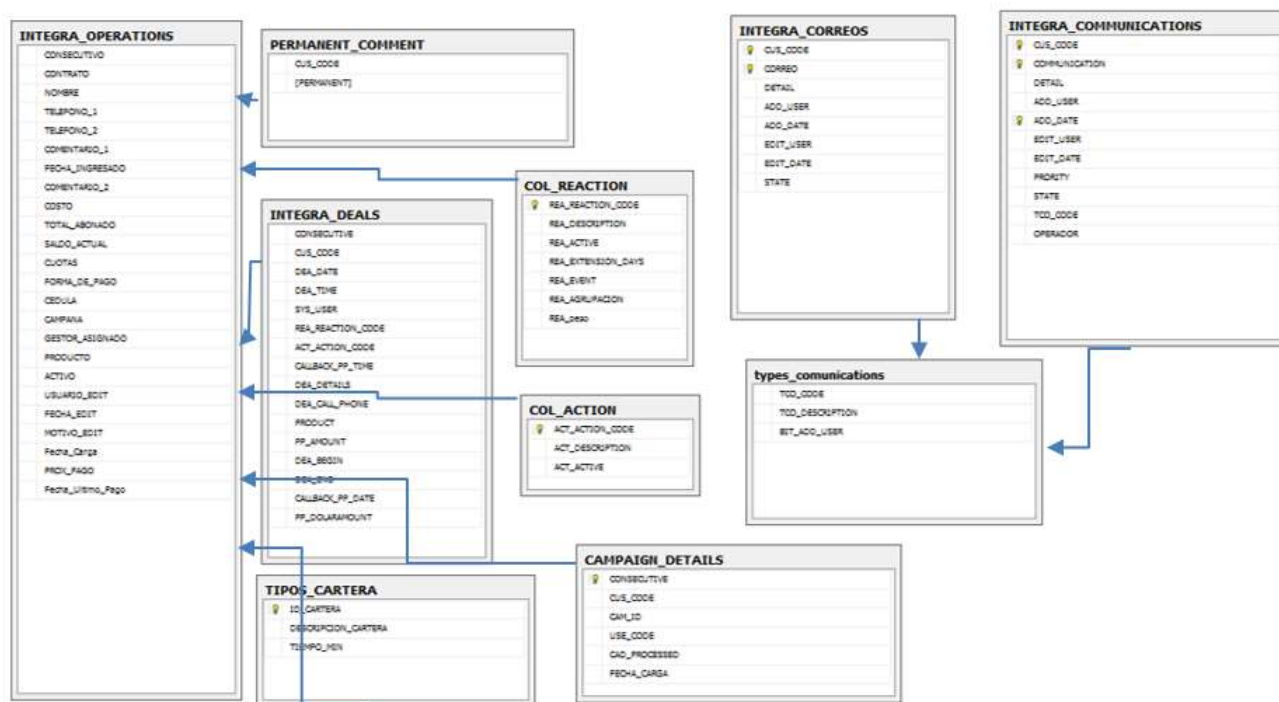 INTEGRA_OPERATIONS
CONSECUTIVO
CONTRATO
NOMBRE
TELEFONO_1
TELEFONO_2
COMENTARIO_1
FECHA_INGRESADO
COMENTARIO_2
COSTO
TOTAL_ABONADO
SALDO_ACTUAL
CUOTAS
FORMA_DE_PAGO
CEDULA
CAMPANA
GESTOR_ASIGNADO
PRODUCTO
ACTIVO
USUARIO_EDIT
FECHA_EDIT
MOTIVO_EDIT
Fecha_Carga
PROX_PAGO
Fecha_Ultimo_Pago
PERMANENT_COMMENT
CUS_CODE
[PERMANENT]
INTEGRA_DEALS
CONSECUTIVE
CUS_CODE
DEA_DATE
DEA_TIME
SYS_USER
REA_REACTION_CODE
ACT_ACTION_CODE
CALLBACK_PP_TIME
DEA_DETAILS
DEA_CALL_PHONE
PRODUCT
PP_AMOUNT
DEA_BEGIN
DEA_END
CALLBACK_PP_DATE
PP_DOLARAMOUNT
TIPOS_CARTERA
ID_CARTERA
DESCRIPCION_CARTERA
TIEMPO_MIN
COL_REACTION
REA_REACTION_CODE
REA_DESCRIPTION
REA_ACTIVE
REA_EXTENSION_DAYS
REA_EVENT
REA_AGRUPACION
REA_peso
COL_ACTION
ACT_ACTION_CODE
ACT_DESCRIPTION
ACT_ACTIVE
CAMPAIGN_DETAILS
CONSECUTIVE
CUS_CODE
CAM_ID
USE_CODE
CAD_PROCESSED
FECHA_CARGA
INTEGRA_CORREOS
CUS_CODE
CORREO
DETAIL
ADD_USER
ADD_DATE
EDIT_USER
EDIT_DATE
STATE
INTEGRA_COMMUNICATIONS
CUS_CODE
COMMUNICATION
DETAIL
ADD_USER
ADD_DATE
EDIT_USER
EDIT_DATE
PRORITY
STATE
TCD_CODE
OPERADOR
types_comunications
TCD_CODE
TCD_DESCRIPTION
BIT_ADD_USER